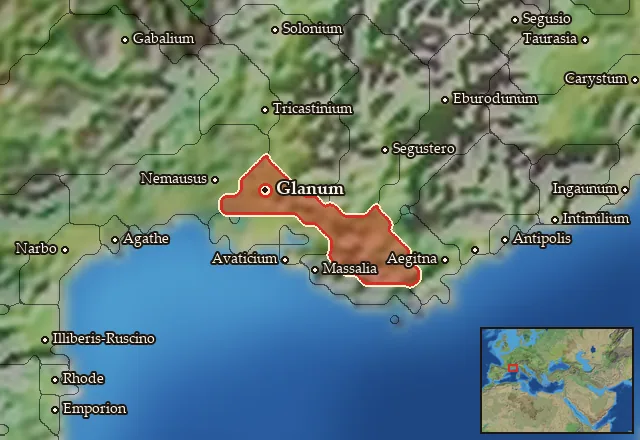 Segusio
Solonium
Gabalium
Taurasia
Carystum
Eburodunum
Tricastinium
Segustero
Nemausus
Glanum
Ingaunum
Intimilium
Agathe
Antipolis
Narbo
Avaticium
Massalia
Aegitna
Illiberis-Ruscino
Rhode
Emporion